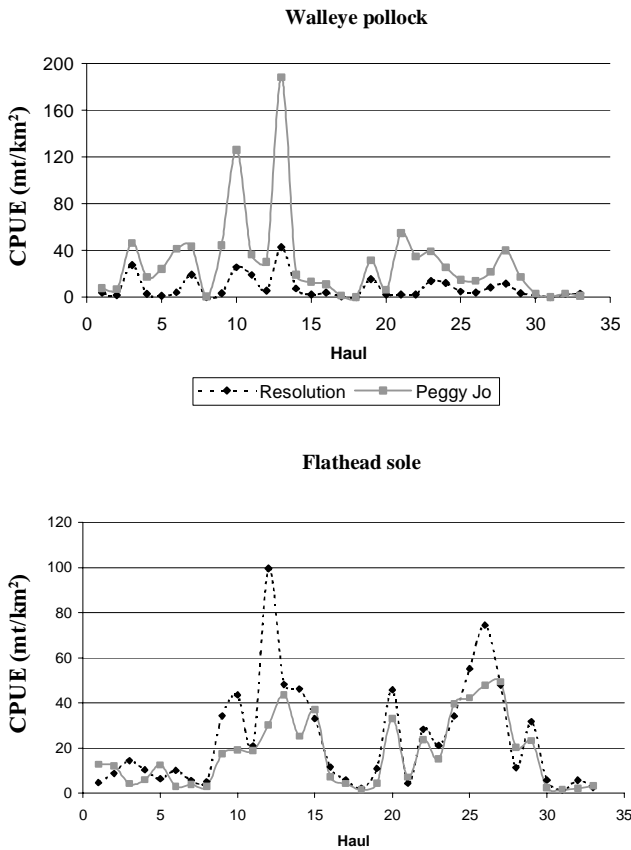 Walleye pollock
CPUE (mt/km²)
200
160
120
80
40
0
0 5 10 15 20 25 30 35
Haul
Resolution Peggy Jo
Flathead sole
CPUE (mt/km²)
120
100
80
60
40
20
0
0 5 10 15 20 25 30 35
Haul